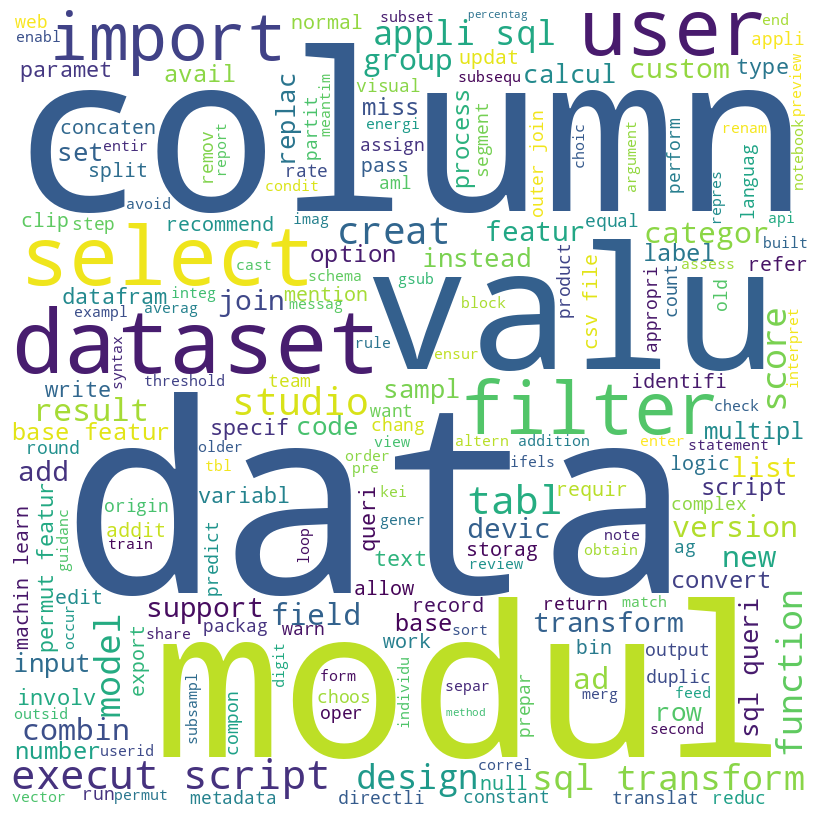 web
subset
percentag
end
enabl
import
normal
appli sql
user
appli
paramet
avail
group
updat
subsequ
calcul
custom
type
preview
column
replac
visual
partit
meantim
miss
energi
process
segment
outer join
choic
argument
perform
renam
languag
notebook
concaten
set
entir
split
remov
report
rate
assign
pass
aml
condit
avoid
clip
step
recommend
imag
creat
featur
equal
categor
repres
api
built
select
cast
option
instead
label
assess
refer
datafram
integ
schema
join
mention
gsub
valu
product
csv file
appropri
count
old
interpret
exampl
averag
messag
block
dataset
syntax
rule
ensur
write
threshold
team
studio
sampl
filter
identifi
check
score
result
want
base featur
specif
code
chang
view
altern
addition
enter
statement
multipl
round
older
order
ifels
logic
list
add
tbl
variabl
queri
pre
data
kei
tabl
requir
complex
script
origin
gener
version
addit
guidanc
predict
loop
text
devic
note
train
storag
obtain
ag
new
machin learn
permut featur
review
allow
convert
edit
support
field
base
record
return
match
transform
occur
share
packag
warn
work
sort
bin
output
sql queri
function
input
model
export
digit
form
modul
separ
individu
prepar
ad
duplic
merg
feed
involv
subsampl
compon
choos
oper
row
outsid
combin
method
second
number
userid
correl
execut script
design
null
sql transform
vector
run
permut
metadata
directli
constant
translat
reduc